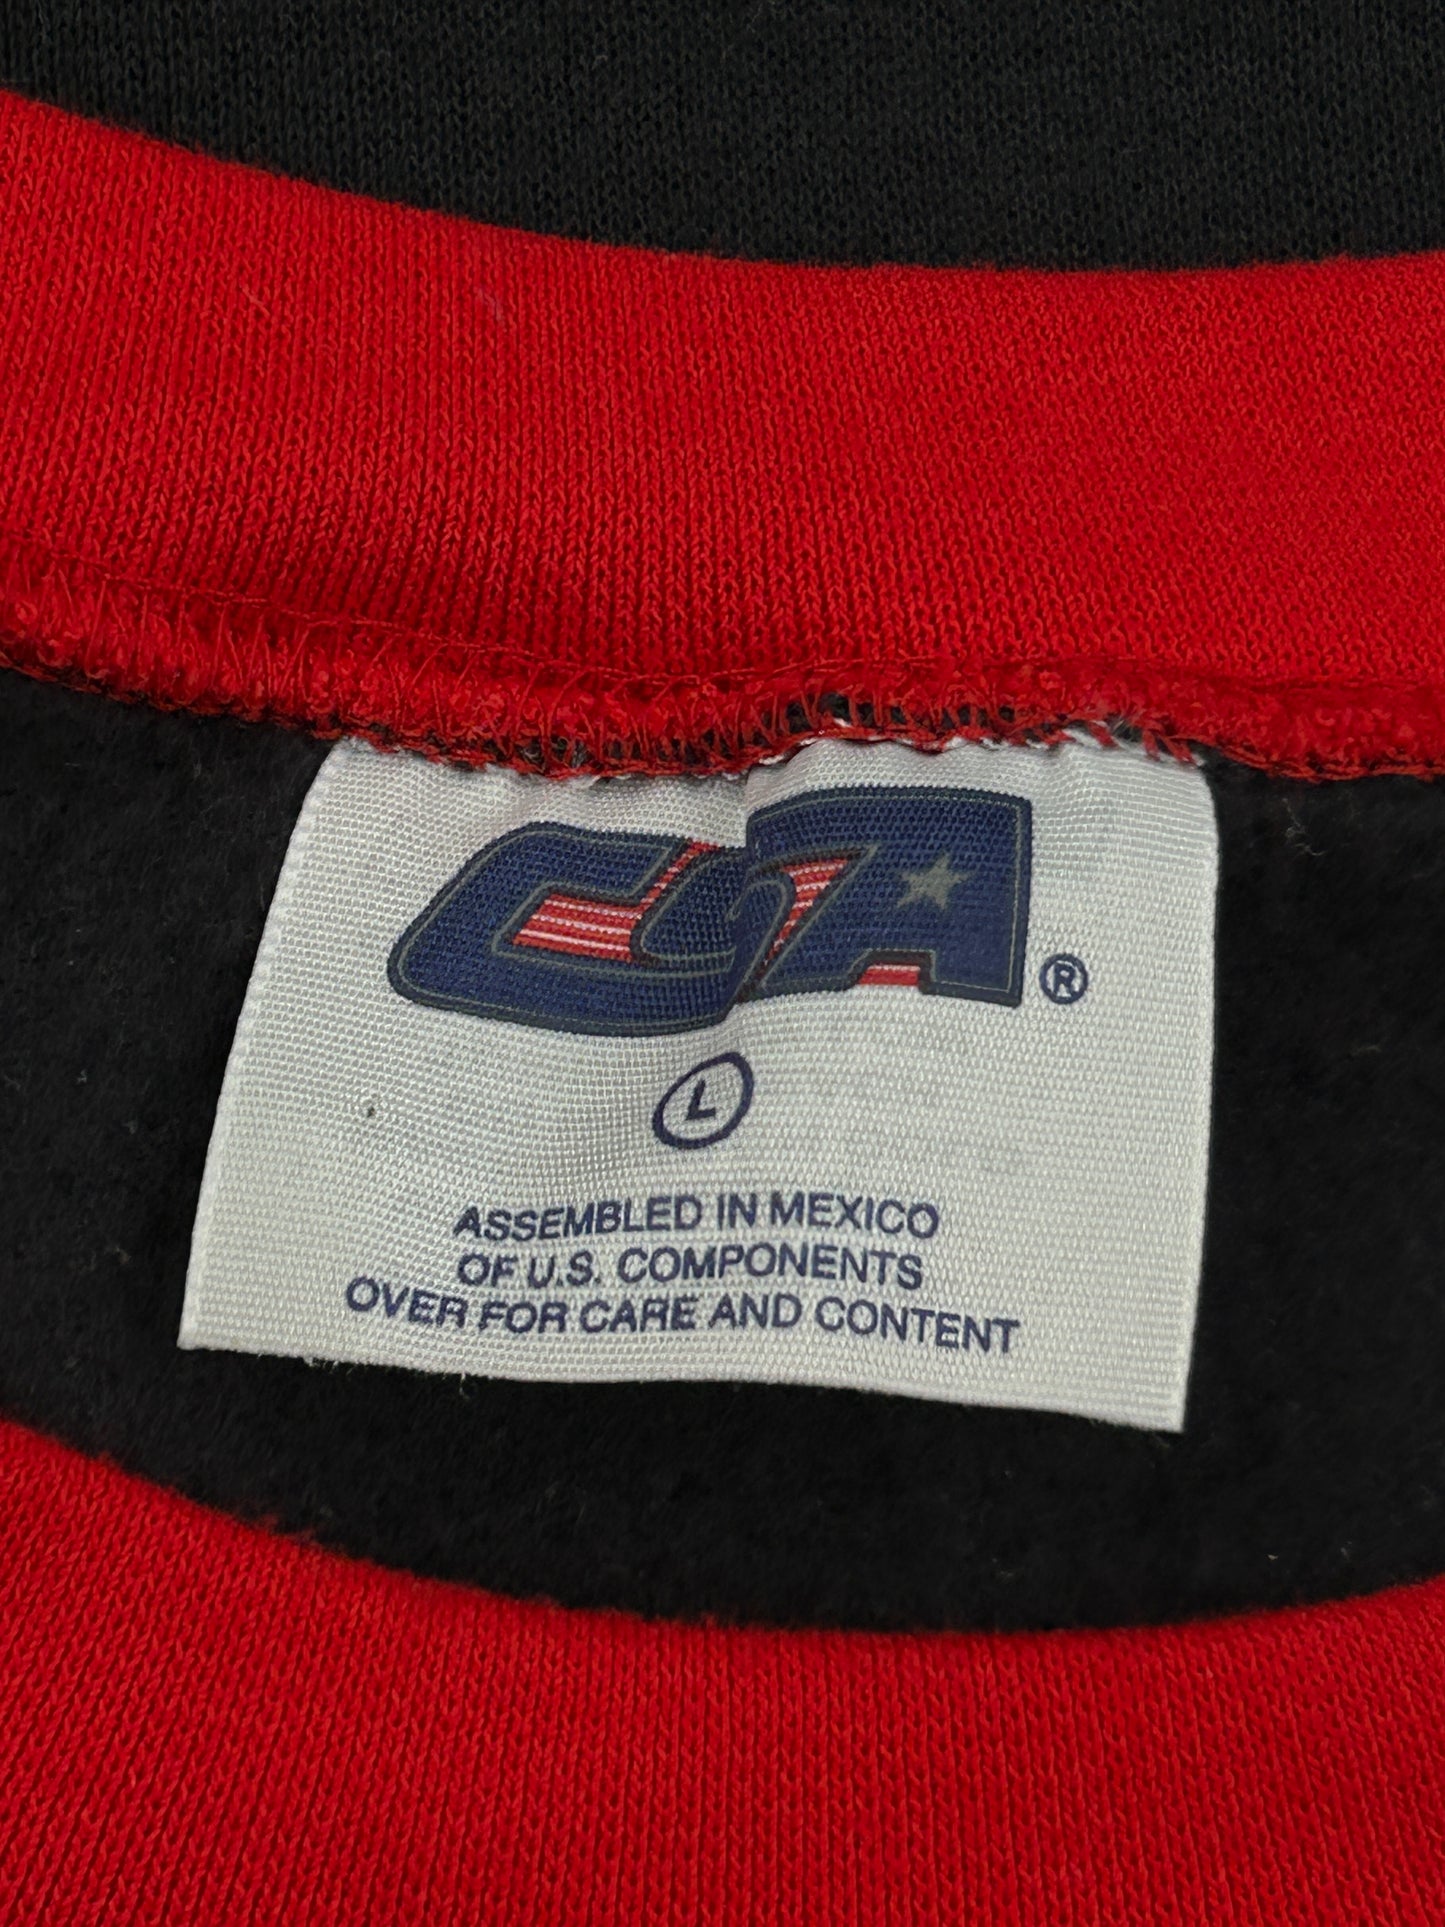 CSA®
L
ASSEMBLED IN MEXICO
OF U.S. COMPONENTS
OVER FOR CARE AND CONTENT